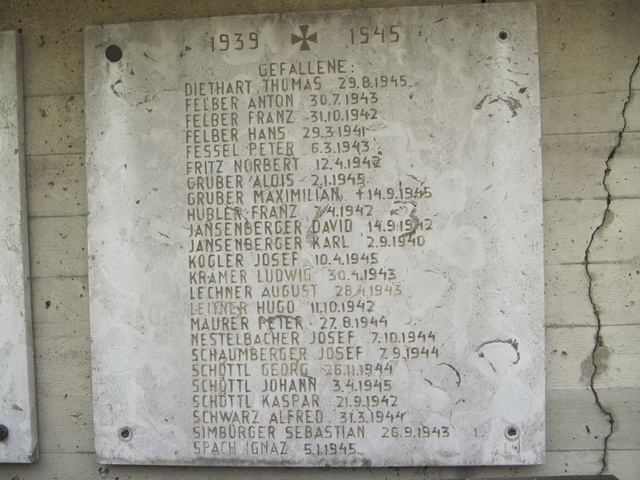 1939 1945
GEFALLENE:
DIETHART THOMAS 29.8.1945
FELBER ANTON 30.7.1943
FELBER FRANZ 31.10.1942
FELBER HANS 29.3.1941
FESSEL PETER 6.3.1943
FRITZ NORBERT 12.4.1942
GRUBER ALOIS 2.1.1945
GRUBER MAXIMILIAN +14.9.1945
HUBLER FRANZ 7.4.1942
JANSENBERGER DAVID 14.9.1942
JANSENBERGER KARL 2.9.1940
KOGLER JOSEF 10.4.1945
KRAMER LUDWIG 30.4.1943
LECHNER AUGUST 28.4.1943
LEITNER HUGO 11.10.1942
MAURER PETER 27.8.1944
NESTELBACHER JOSEF 7.10.1944
SCHAUMBERGER JOSEF 7.9.1944
SCHÖTTL GEORG 26.11.1944
SCHÖTTL JOHANN 3.4.1945
SCHÖTTL KASPAR 21.9.1942
SCHWARZ ALFRED 31.3.1944
SIMBÜRGER SEBASTIAN 26.9.1943
SPACH IGNAZ 5.1.1945